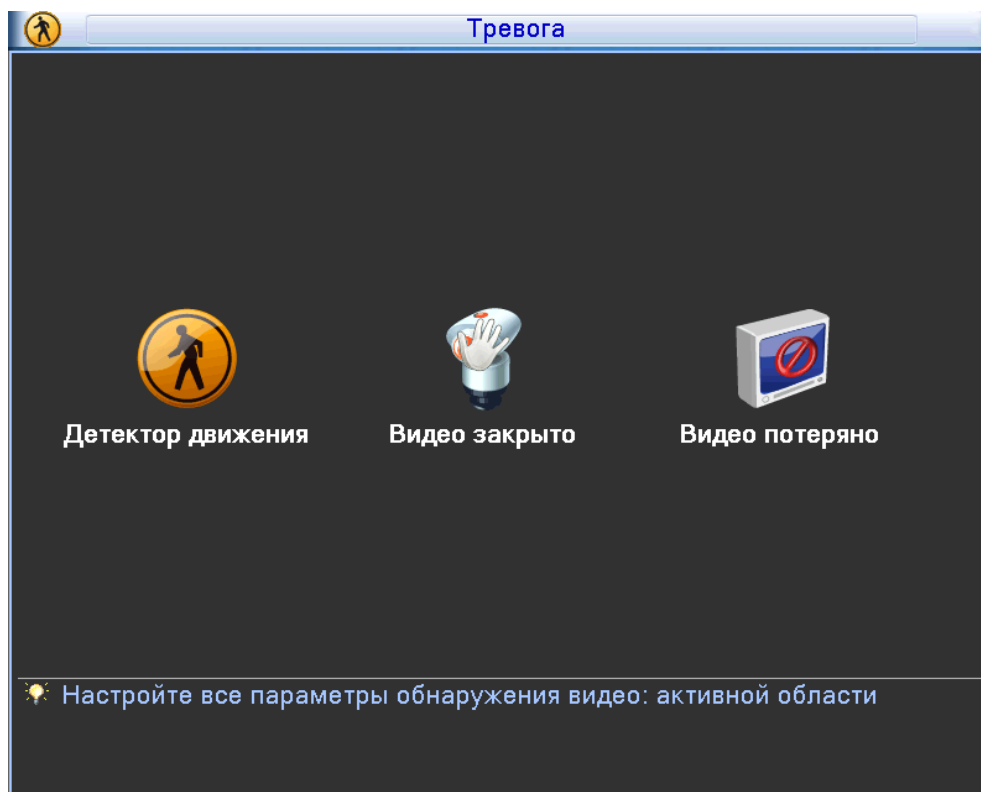 Тревога
Детектор движения
Видео закрыто
Видео потеряно
Настройте все параметры обнаружения видео: активной области